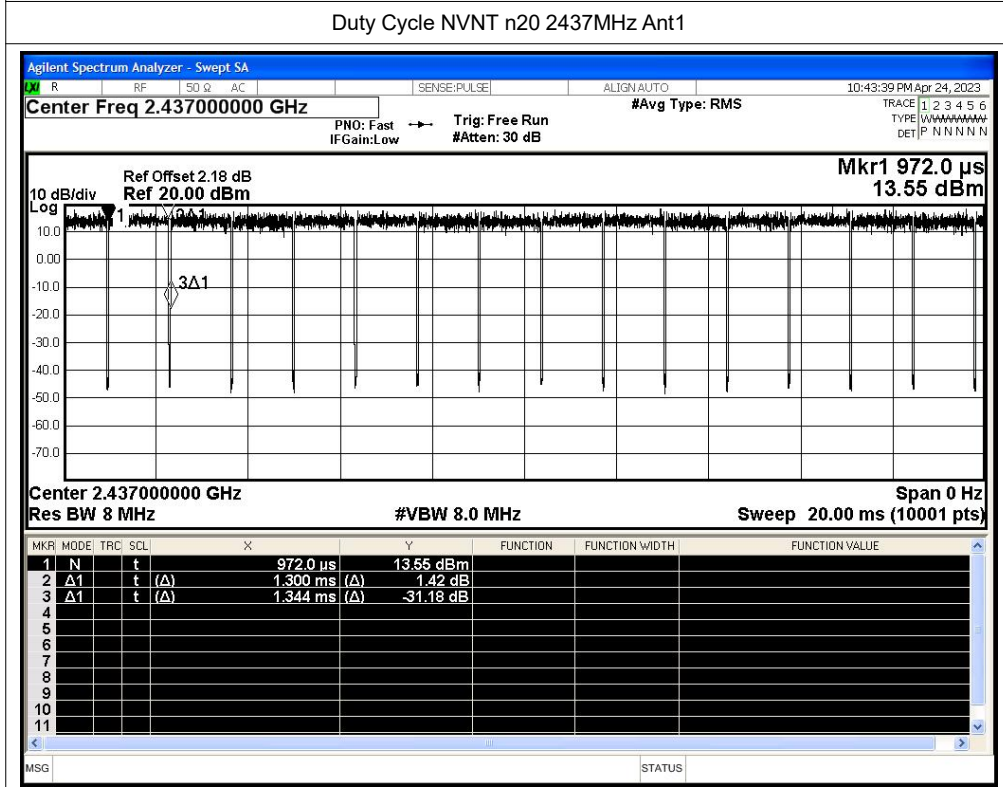 Duty Cycle NVNT n20 2437MHz Ant1
Agilent Spectrum Analyzer - Swept SA
LXI R RF 50 Ω AC SENSE:PULSE ALIGN AUTO 10:43:39 PM Apr 24, 2023
Center Freq 2.437000000 GHz #Avg Type: RMS TRACE 1 2 3 4 5 6
PNO: Fast Trig: Free Run TYPE WWWWWW
IFGain:Low #Atten: 30 dB DET P N N N N N
Mkr1 972.0 µs
Ref Offset 2.18 dB
10 dB/div Ref 20.00 dBm 13.55 dBm
Log
1 2Δ1
10.0
0.00
-10.0 3Δ1
-20.0
-30.0
-40.0
-50.0
-60.0
-70.0
Center 2.437000000 GHz Span 0 Hz
Res BW 8 MHz #VBW 8.0 MHz Sweep 20.00 ms (10001 pts)
MKR MODE TRC SCL X Y FUNCTION FUNCTION WIDTH FUNCTION VALUE
1 N t 972.0 µs 13.55 dBm
2 Δ1 t (Δ) 1.300 ms (Δ) 1.42 dB
3 Δ1 t (Δ) 1.344 ms (Δ) -31.18 dB
4
5
6
7
8
9
10
11
MSG STATUS